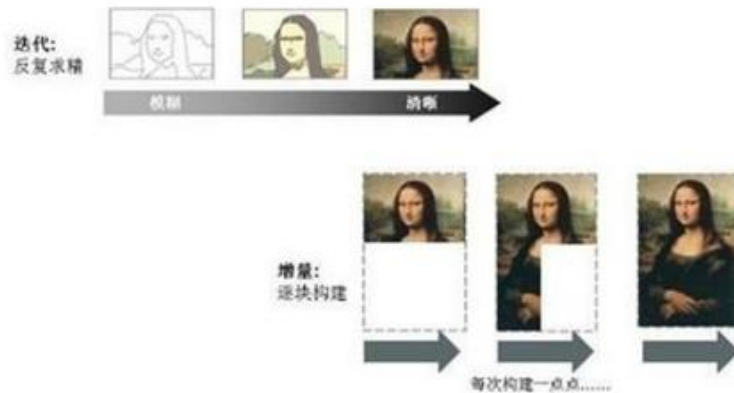 迭代:
反复求精
模糊
清晰
增量:
逐块构建
每次构建一点点……